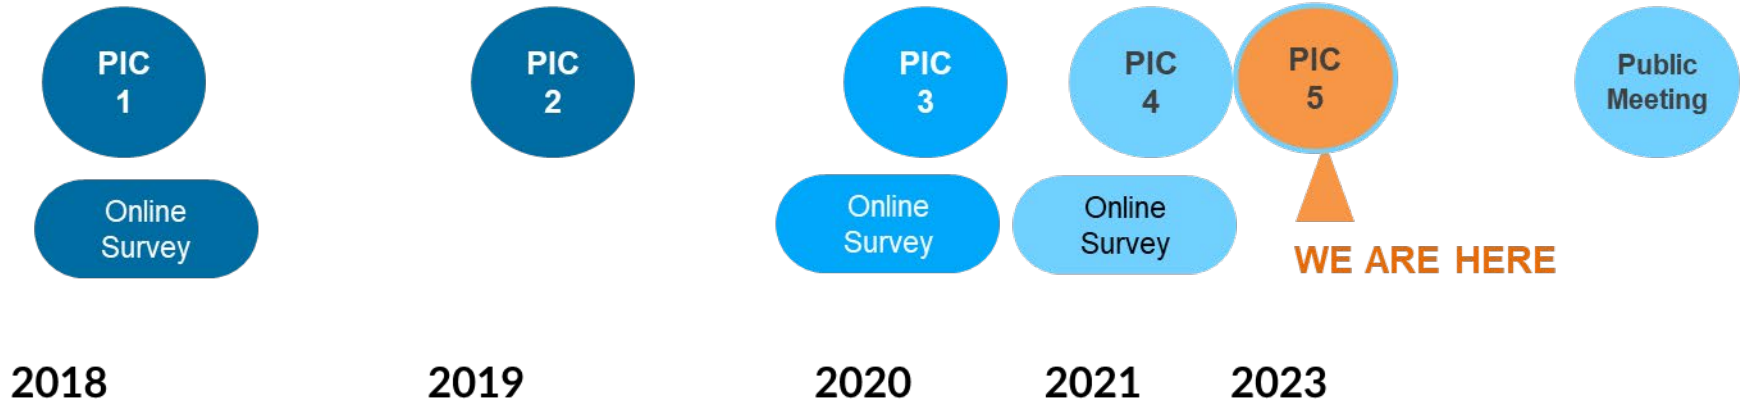 PIC
1
PIC
2
PIC
3
PIC
4
PIC
5
Public
Meeting
Online
Survey
Online
Survey
Online
Survey
WE ARE HERE
2018
2019
2020
2021
2023